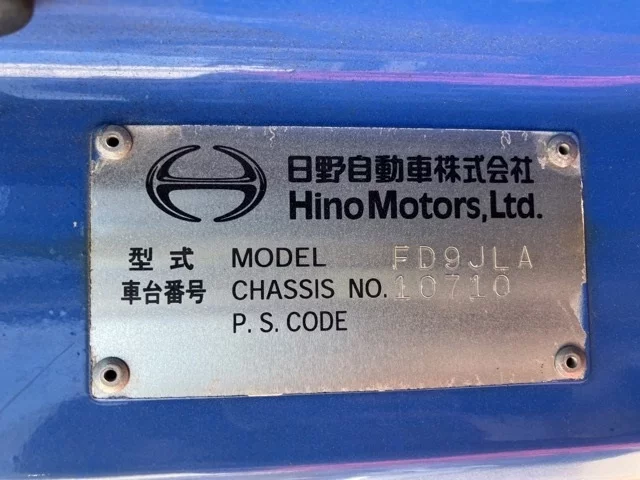 日野自動車株式会社
Hino Motors, Ltd.
型式 MODEL FD9JLA
車台番号 CHASSIS NO. 10710
P.S. CODE